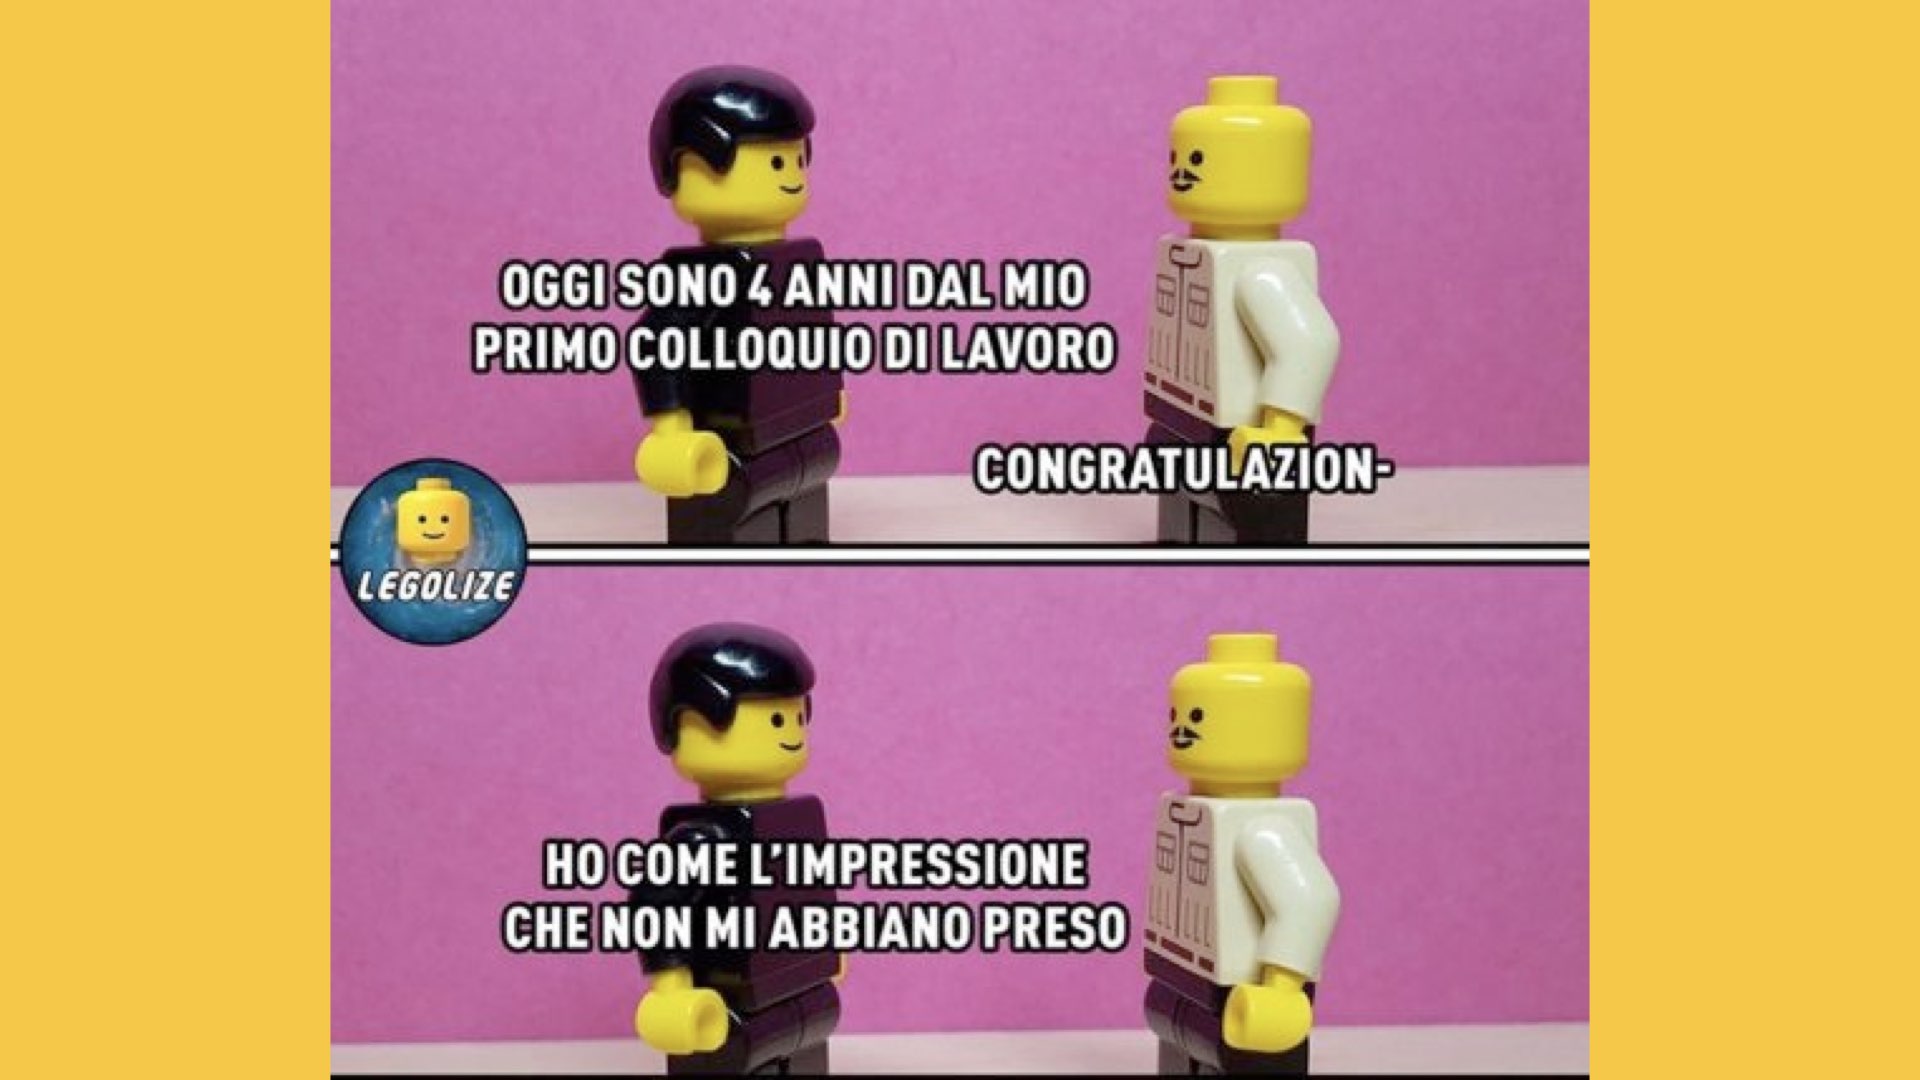 OGGI SONO 4 ANNI DAL MIO
PRIMO COLLOQUIO DI LAVORO
CONGRATULAZION-
LEGOLIZE
HO COME L'IMPRESSIONE
CHE NON MI ABBIANO PRESO